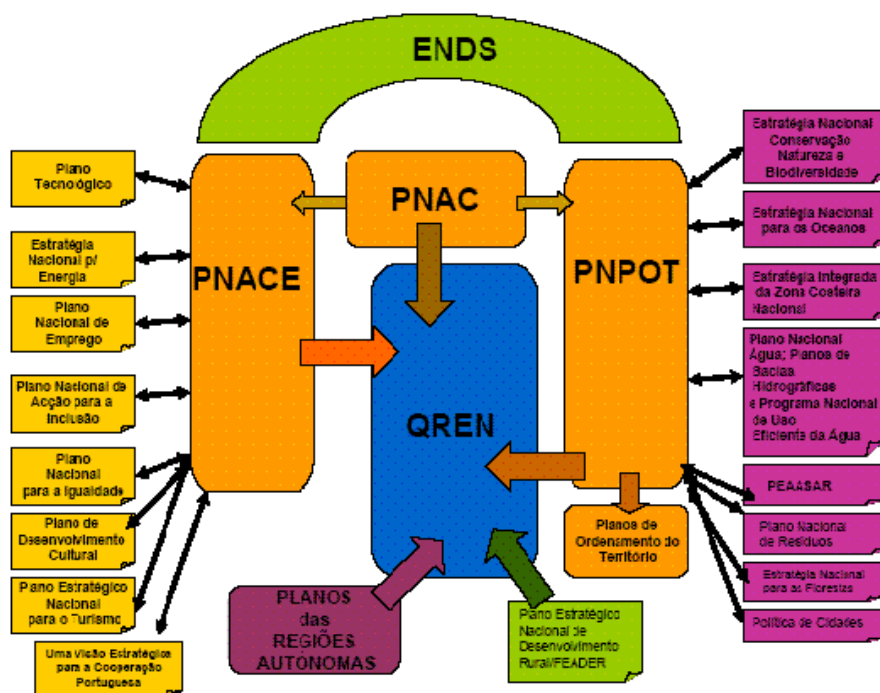 ENDS
Plano
Tecnológico
Estratégia
Nacional p/
Energia
Plano
Nacional de
Emprego
Plano Nacional de
Acção para a
Inclusão
Plano
Nacional
para a Igualdade
Plano de
Desenvolvimento
Cultural
Plano Estratégico
Nacional
para o Turismo
Uma Visão Estratégica
para a Cooperação
Portuguesa
PNACE
PNAC
QREN
PNPOT
Planos de
Ordenamento do
Território
PLANOS
das
REGIÕES
AUTÓNOMAS
Plano Estratégico
Nacional de
Desenvolvimento
Rural/FEADER
Estratégia Nacional
Conservação
Natureza e
Biodiversidade
Estratégia Nacional
para os Oceanos
Estratégia Integrada
da Zona Costeira
Nacional
Plano Nacional
Água; Planos de
Bacias
Hidrográficas
e Programa Nacional
de Uso
Eficiente da Água
PEAASAR
Plano Nacional
de Resíduos
Estratégia Nacional
para as Florestas
Política de Cidades